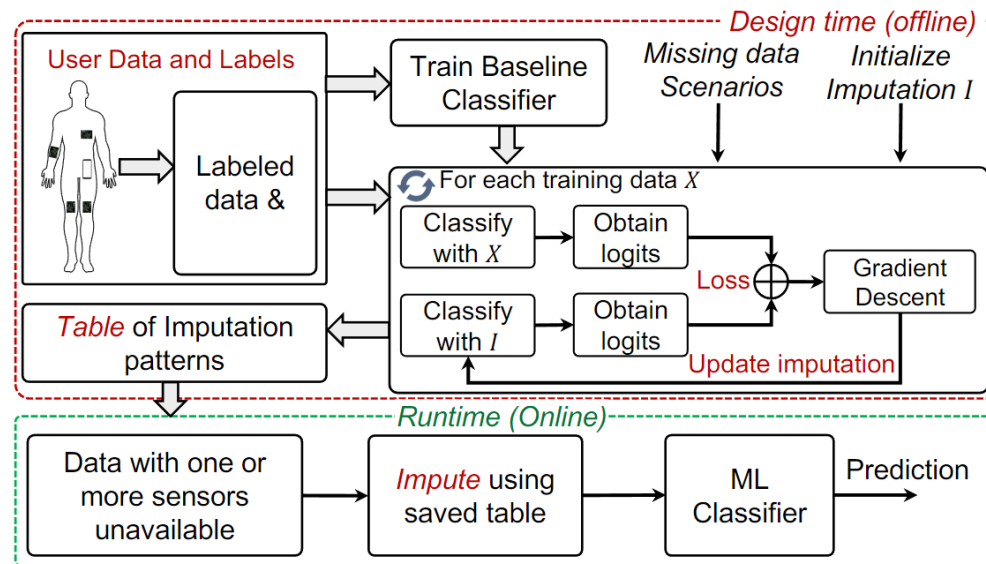 Design time (offline)
User Data and Labels
Labeled
data &
Train Baseline
Classifier
Missing data
Scenarios
Initialize
Imputation I
For each training data X
Classify
with X
Obtain
logits
Loss
Gradient
Descent
Classify
with I
Obtain
logits
Update imputation
Table of Imputation
patterns
Runtime (Online)
Data with one or
more sensors
unavailable
Impute using
saved table
ML
Classifier
Prediction